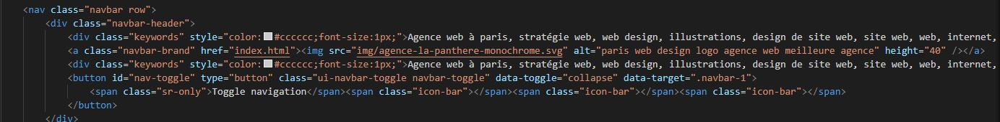 <nav class="navbar row">
<div class="navbar-header">
<div class="keywords" style="color:#cccccc;font-size:1px;">Agence web à paris, stratégie web, web design, illustrations, design de site web, site web, web, internet,
<a class="navbar-brand" href="index.html"><img src="img/agence-la-panthere-monochrome.svg" alt="paris web design logo agence web meilleure agence" height="40" /></a>
<div class="keywords" style="color:#cccccc;font-size:1px;">Agence web à paris, stratégie web, web design, illustrations, design de site web, site web, web, internet,
<button id="nav-toggle" type="button" class="ui-navbar-toggle navbar-toggle" data-toggle="collapse" data-target=".navbar-1">
<span class="sr-only">Toggle navigation</span><span class="icon-bar"></span><span class="icon-bar"></span><span class="icon-bar"></span>
</button>
</div>